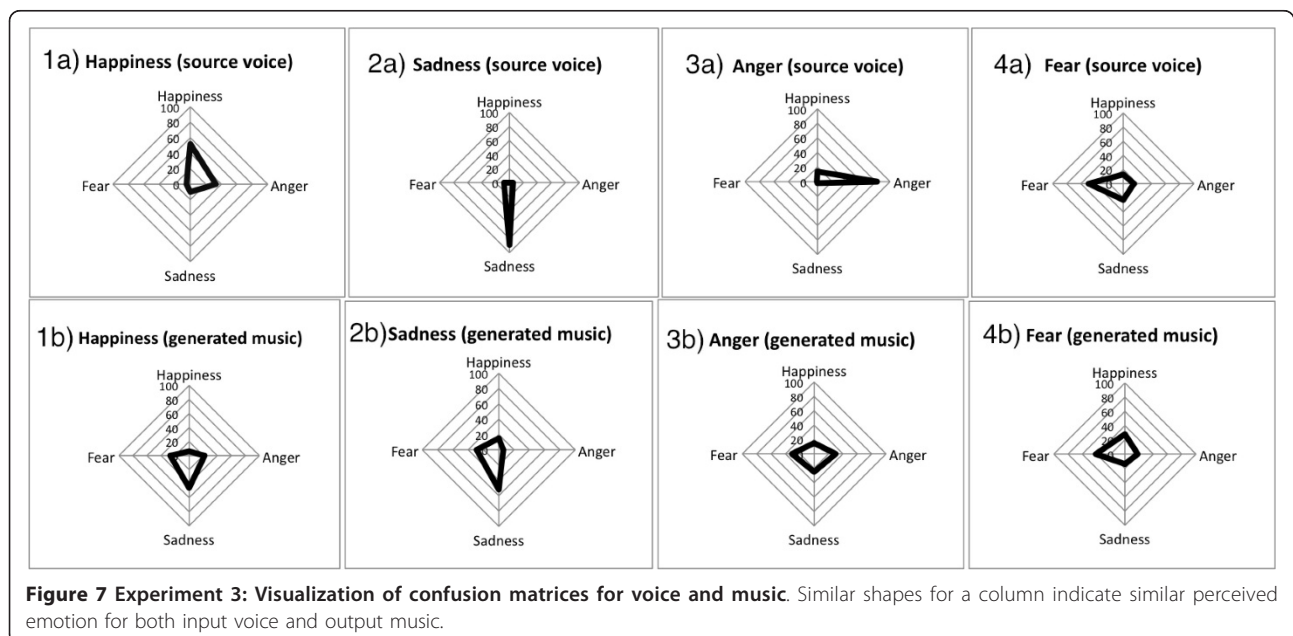 1a) Happiness (source voice)
Happiness
100
80
60
40
20
0
Fear
Anger
Sadness
2a) Sadness (source voice)
Happiness
100
80
60
40
20
0
Fear
Anger
Sadness
3a) Anger (source voice)
Happiness
100
80
60
40
20
0
Fear
Anger
Sadness
4a) Fear (source voice)
Happiness
100
80
60
40
20
0
Fear
Anger
Sadness
1b) Happiness (generated music)
Happiness
100
80
60
40
20
Fear
Anger
Sadness
2b) Sadness (generated music)
Happiness
100
80
60
40
20
0
Fear
Anger
Sadness
3b) Anger (generated music)
Happiness
100
80
60
40
20
Fear
Anger
Sadness
4b) Fear (generated music)
Happiness
100
80
60
40
20
0
Fear
Anger
Sadness
Figure 7 Experiment 3: Visualization of confusion matrices for voice and music. Similar shapes for a column indicate similar perceived
emotion for both input voice and output music.